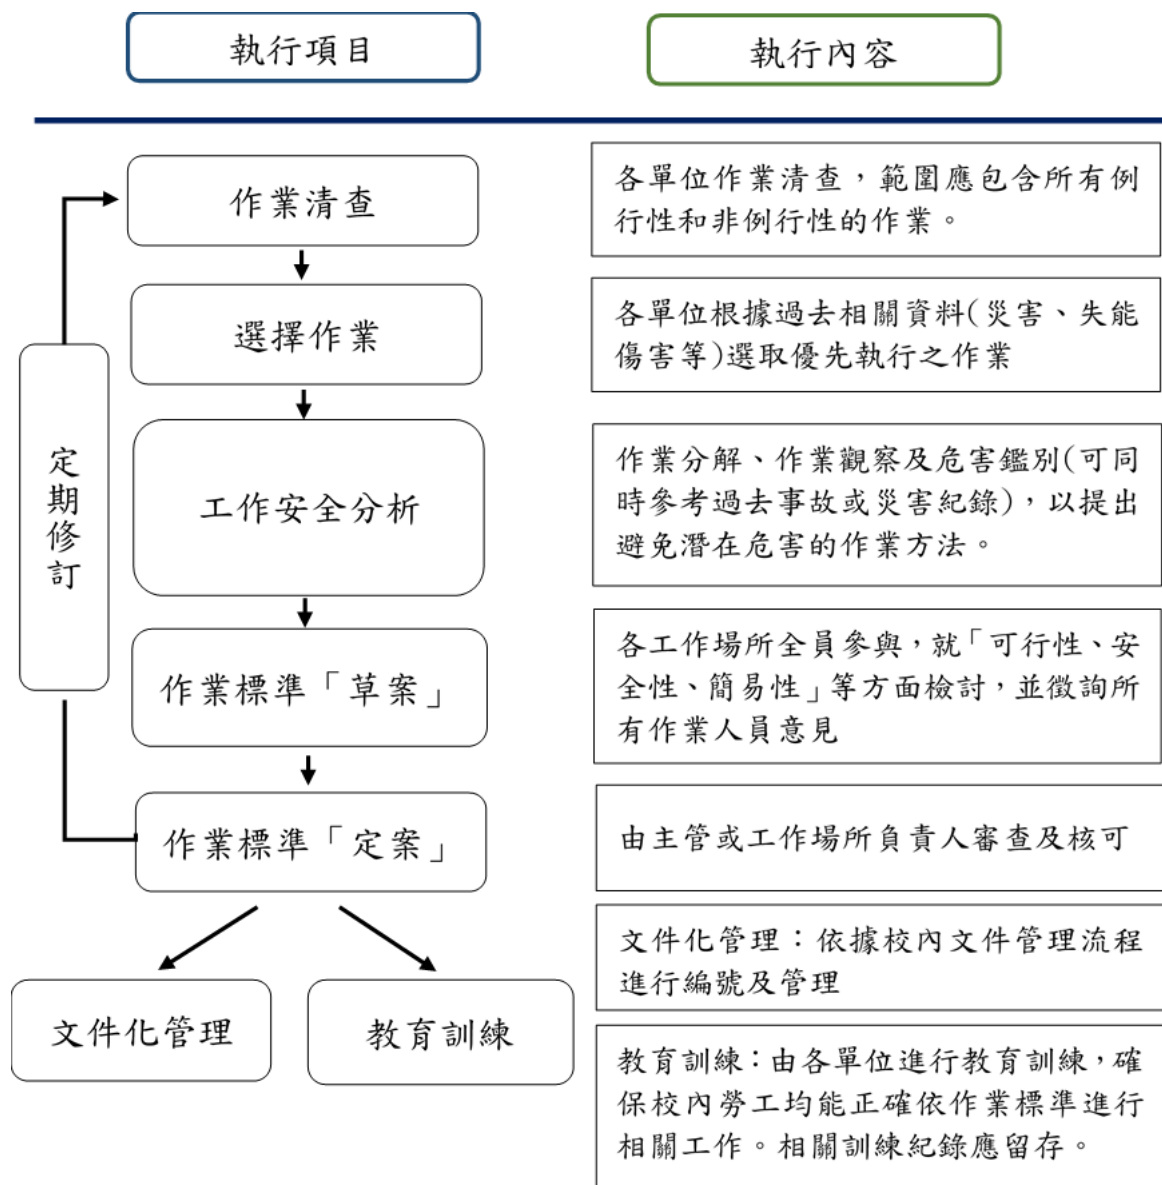 執行項目
執行內容
作業清查
各單位作業清查，範圍應包含所有例
行性和非例行性的作業。
選擇作業
各單位根據過去相關資料(災害、失能
傷害等)選取優先執行之作業
定期修訂
工作安全分析
作業分解、作業觀察及危害鑑別(可同
時參考過去事故或災害紀錄)，以提出
避免潛在危害的作業方法。
作業標準「草案」
各工作場所全員參與，就「可行性、安
全性、簡易性」等方面檢討，並徵詢所
有作業人員意見
作業標準「定案」
由主管或工作場所負責人審查及核可
文件化管理
教育訓練
文件化管理：依據校內文件管理流程
進行編號及管理
教育訓練：由各單位進行教育訓練，確
保校內勞工均能正確依作業標準進行
相關工作。相關訓練紀錄應留存。